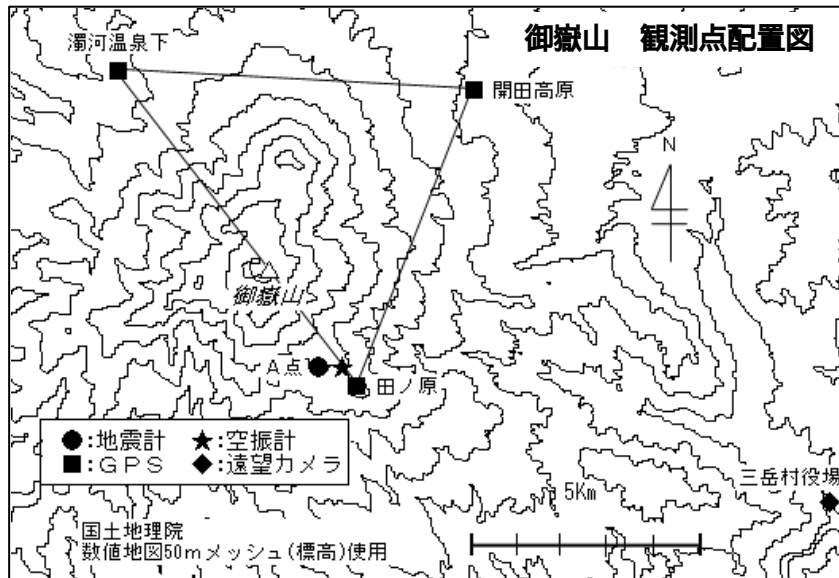 御嶽山 観測点配置図
濁河温泉下
開田高原
N
御嶽山
A点
田ノ原
●:地震計 ★:空振計
■:GPS ◆:遠望カメラ
三岳村役場
5Km
国土地理院
数値地図50mメッシュ(標高)使用